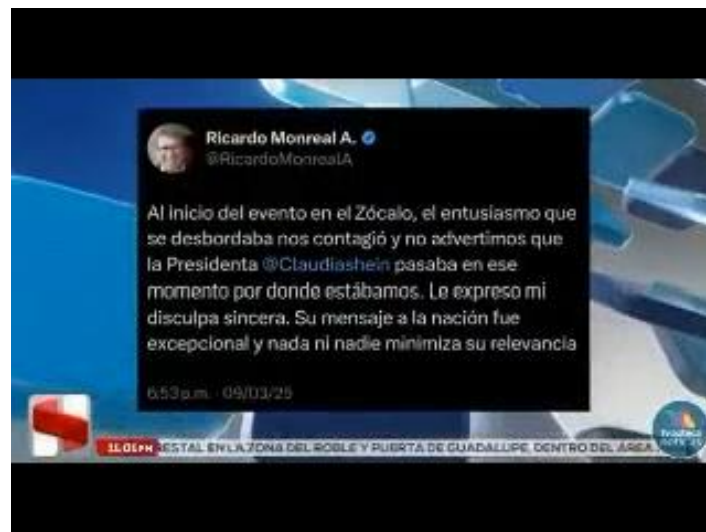 Ricardo Monreal A.
@RicardoMonrealA
Al inicio del evento en el Zócalo, el entusiasmo que
se desbordaba nos contagió y no advertimos que
la Presidenta @Claudiashein pasaba en ese
momento por donde estábamos. Le expreso mi
disculpa sincera. Su mensaje a la nación fue
excepcional y nada ni nadie minimiza su relevancia
6:53 p.m. · 09/03/25
ESTAL EN LA ZONA DEL ROBLE Y PUERTA DE GUADALUPE, DENTRO DEL ÁREA